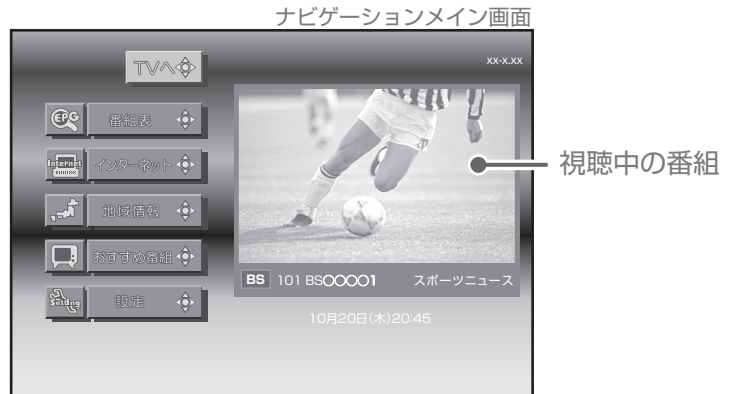 ナビゲーションメイン画面
TVへ
xx-x.xx
EPG
番組表
InteРnet
インターネット
地域情報
おすすめ番組
Setting
設定
視聴中の番組
BS 101 BS○○○○1 スポーツニュース
10月20日(木)20:45